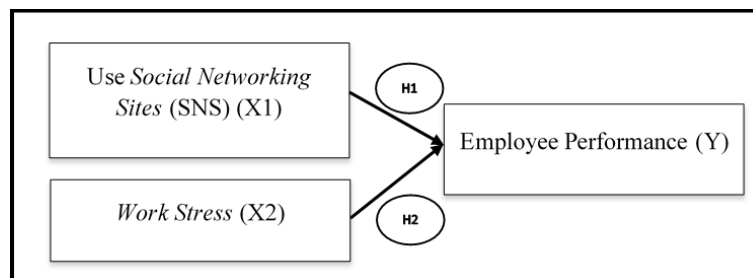 Use Social Networking
Sites (SNS) (X1)
H1
Employee Performance (Y)
Work Stress (X2)
H2